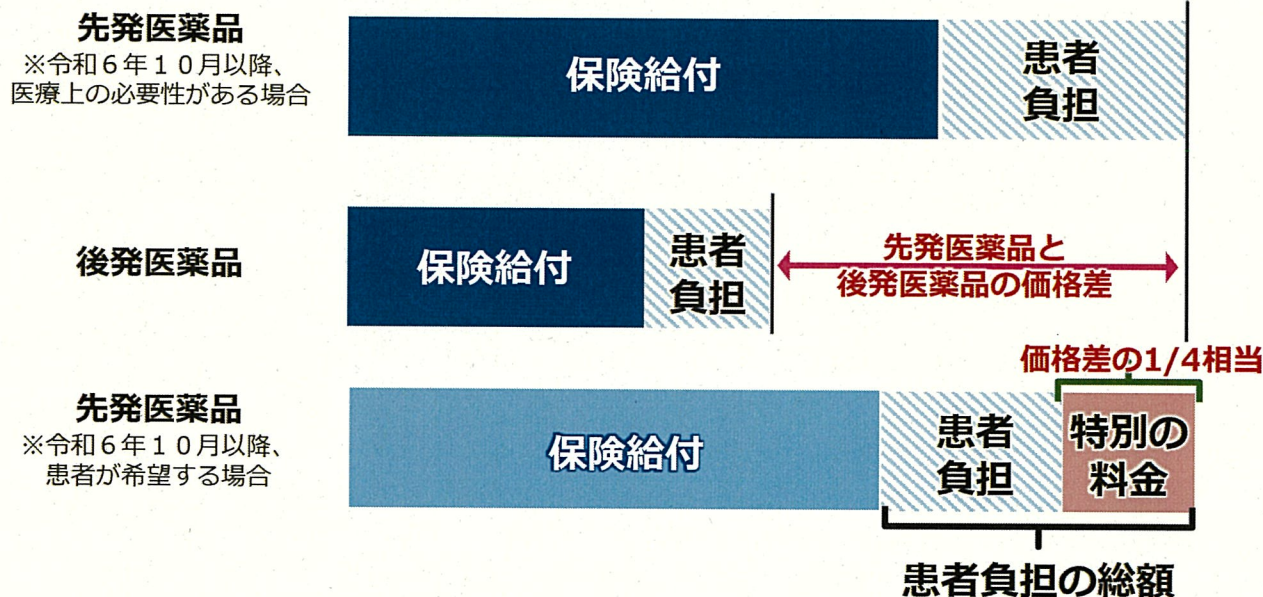 先発医薬品
※令和６年１０月以降、
医療上の必要性がある場合
保険給付
患者
負担
後発医薬品
保険給付
患者
負担
先発医薬品と
後発医薬品の価格差
価格差の1/4相当
先発医薬品
※令和６年１０月以降、
患者が希望する場合
保険給付
患者
負担
特別の
料金
患者負担の総額